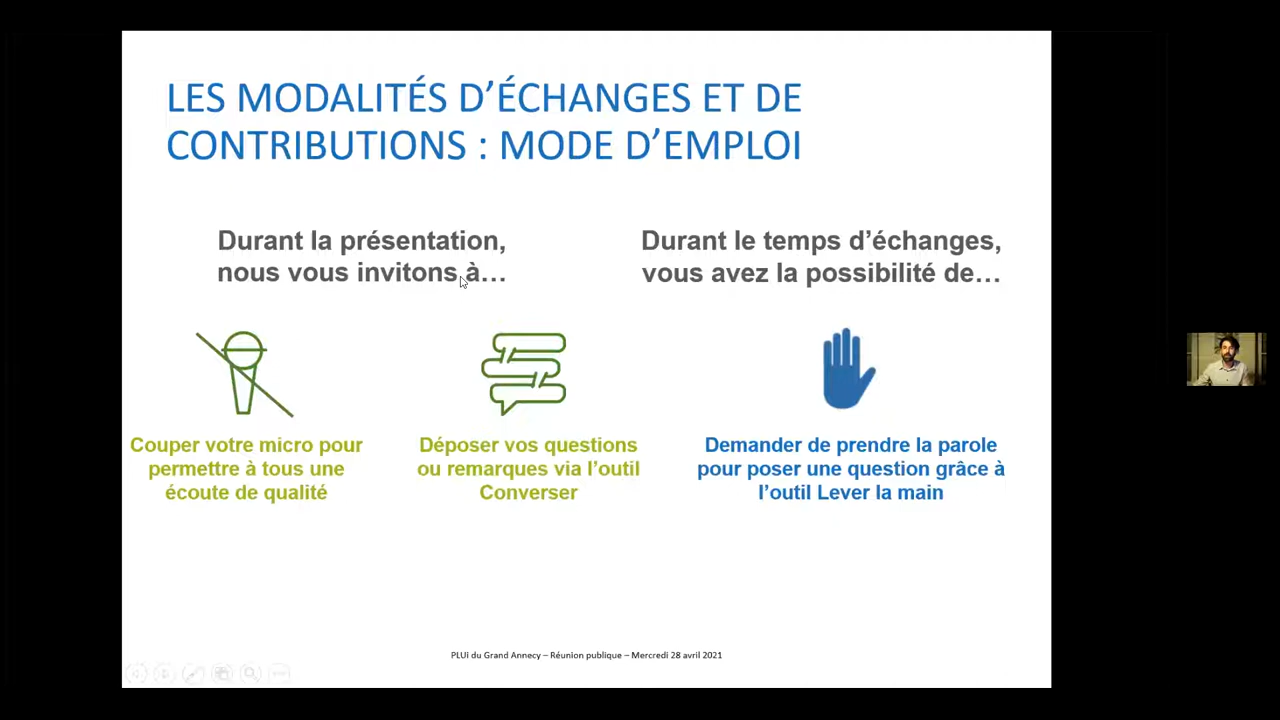 LES MODALITÉS D’ÉCHANGES ET DE
CONTRIBUTIONS : MODE D’EMPLOI
Durant la présentation,
nous vous invitons à…
Durant le temps d’échanges,
vous avez la possibilité de…
Couper votre micro pour
permettre à tous une
écoute de qualité
Déposer vos questions
ou remarques via l’outil
Converser
Demander de prendre la parole
pour poser une question grâce à
l’outil Lever la main
PLUi du Grand Annecy – Réunion publique – Mercredi 28 avril 2021